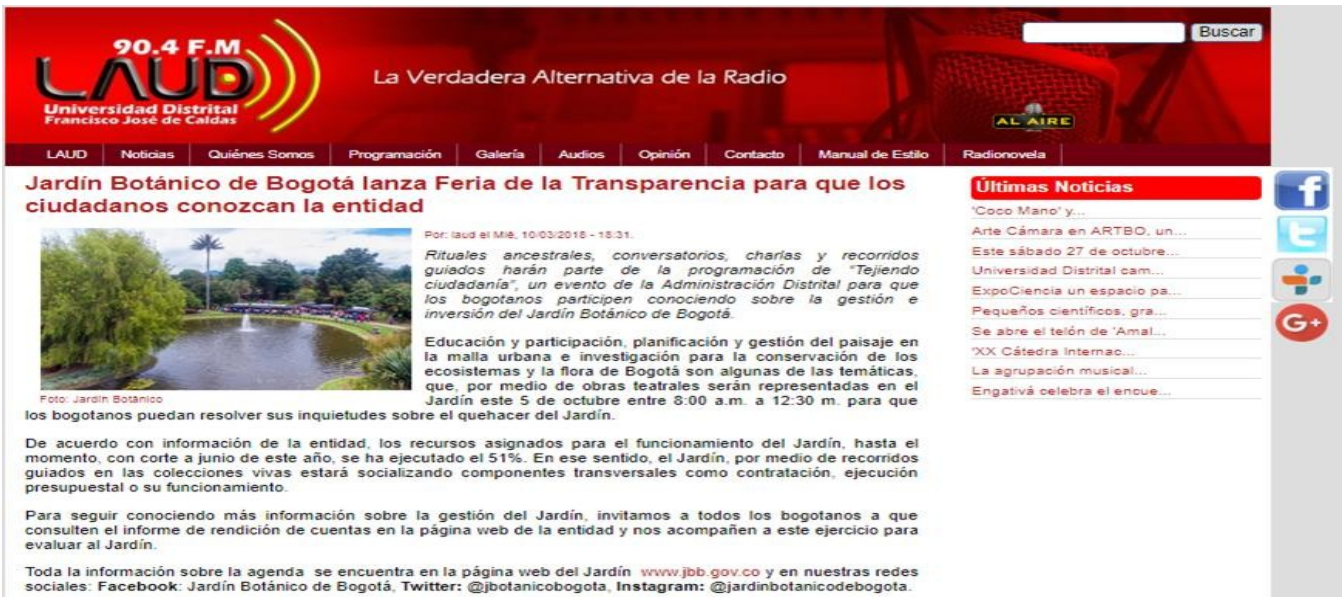 Buscar
90.4 F.M
LAUD
Universidad Distrital
Francisco José de Caldas
La Verdadera Alternativa de la Radio
AL AIRE
LAUD Noticias Quiénes Somos Programación Galería Audios Opinión Contacto Manual de Estilo Radionovela
Jardín Botánico de Bogotá lanza Feria de la Transparencia para que los
ciudadanos conozcan la entidad
Por: laud el Mié, 10/03/2018 - 18:31.
Rituales ancestrales, conversatorios, charlas y recorridos
guiados harán parte de la programación de "Tejiendo
ciudadanía", un evento de la Administración Distrital para que
los bogotanos participen conociendo sobre la gestión e
inversión del Jardín Botánico de Bogotá.
Educación y participación, planificación y gestión del paisaje en
la malla urbana e investigación para la conservación de los
ecosistemas y la flora de Bogotá son algunas de las temáticas,
que, por medio de obras teatrales serán representadas en el
Foto: Jardín Botánico
Jardín este 5 de octubre entre 8:00 a.m. a 12:30 m. para que
los bogotanos puedan resolver sus inquietudes sobre el quehacer del Jardín.
De acuerdo con información de la entidad, los recursos asignados para el funcionamiento del Jardín, hasta el
momento, con corte a junio de este año, se ha ejecutado el 51%. En ese sentido, el Jardín, por medio de recorridos
guiados en las colecciones vivas estará socializando componentes transversales como contratación, ejecución
presupuestal o su funcionamiento.
Para seguir conociendo más información sobre la gestión del Jardín, invitamos a todos los bogotanos a que
consulten el informe de rendición de cuentas en la página web de la entidad y nos acompañen a este ejercicio para
evaluar al Jardín.
Toda la información sobre la agenda se encuentra en la página web del Jardín www.jbb.gov.co y en nuestras redes
sociales: Facebook: Jardín Botánico de Bogotá, Twitter: @jbotanicobogota, Instagram: @jardinbotanicodebogota.
Últimas Noticias
'Coco Mano' y...
Arte Cámara en ARTBO, un...
Este sábado 27 de octubre...
Universidad Distrital cam...
ExpoCiencia un espacio pa...
Pequeños científicos, gra...
Se abre el telón de 'Amal...
'XX Cátedra Internac...
La agrupación musical...
Engativá celebra el encue...
f
t
G+